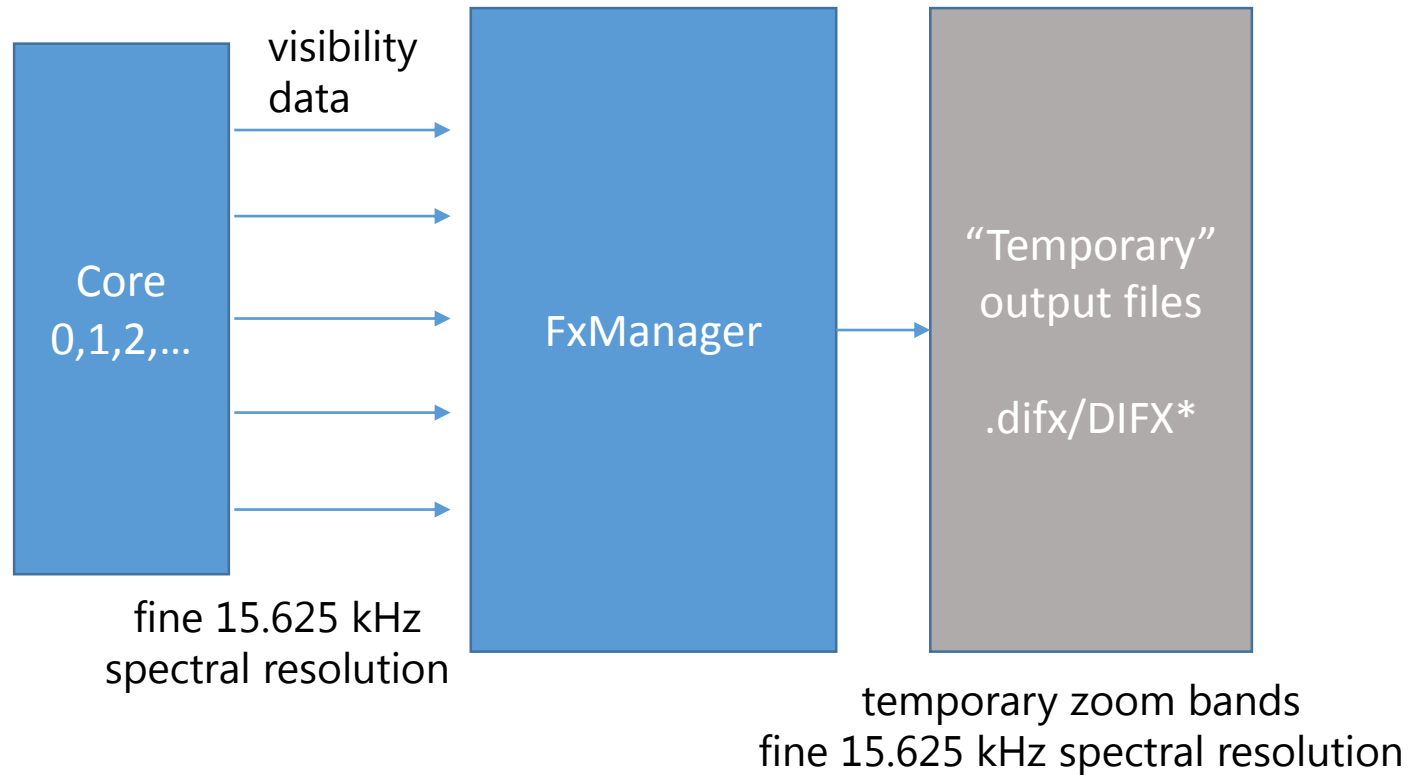 visibility
data
Core
0,1,2,...
FxManager
“Temporary”
output files
.difx/DIFX*
fine 15.625 kHz
spectral resolution
temporary zoom bands
fine 15.625 kHz spectral resolution